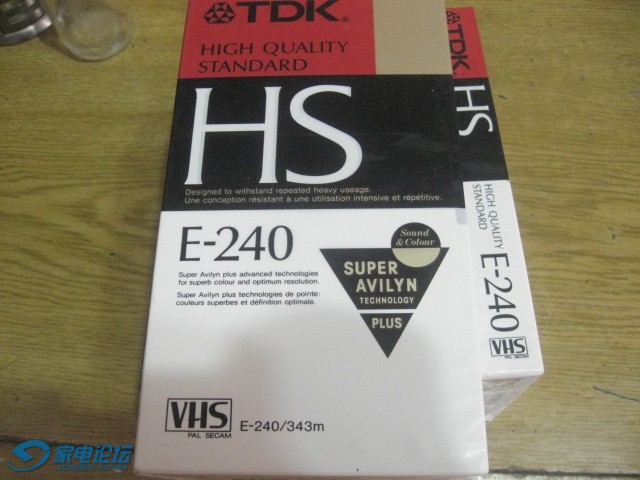 TDK®
HIGH QUALITY
STANDARD
HS
Designed to withstand repeated heavy useage.
Une conception résistant à une utilisation intensive et répétitive.
E-240
Super Avilyn plus advanced technologies
for superb colour and optimum resolution.
Super Avilyn plus technologies de pointe:
couleurs superbes et définition optimale.
Sound
& Colour
SUPER
AVILYN
TECHNOLOGY
PLUS
VHS
PAL SECAM
E-240/343m
TDK
HS
HIGH QUALITY
STANDARD
E-240
VHS
PAL SECAM
家电论坛